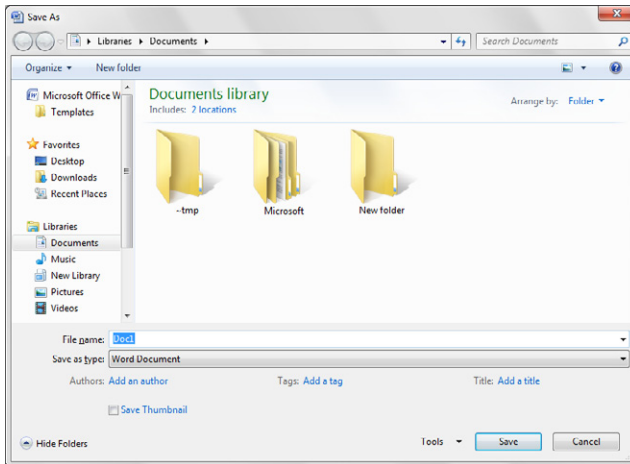 Save As
Libraries Documents
Search Documents
Organize New folder
Microsoft Office W
Templates
Favorites
Desktop
Downloads
Recent Places
Libraries
Documents
Music
New Library
Pictures
Videos
Documents library
Includes: 2 locations
Arrange by: Folder
~tmp
Microsoft
New folder
File name: Doc1
Save as type: Word Document
Authors: Add an author Tags: Add a tag Title: Add a title
Save Thumbnail
Hide Folders Tools Save Cancel